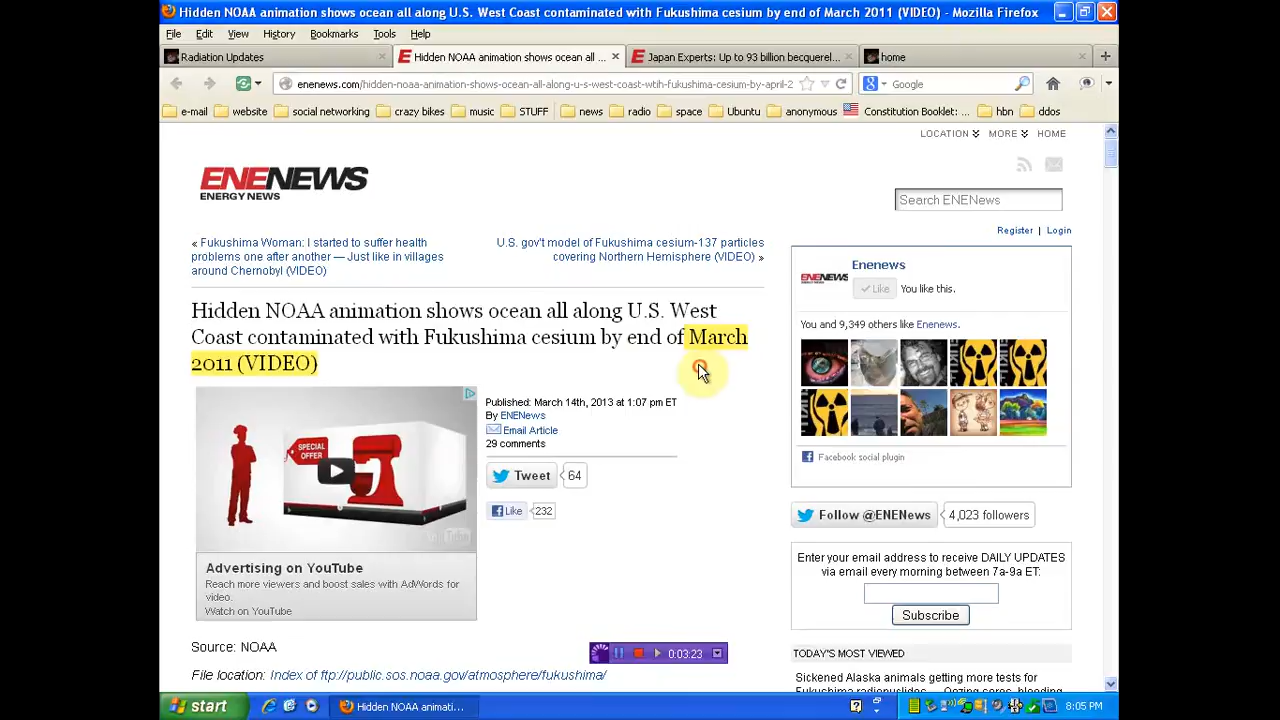 Hidden NOAA animation shows ocean all along U.S. West Coast contaminated with Fukushima cesium by end of March 2011 (VIDEO) - Mozilla Firefox
File Edit View History Bookmarks Tools Help
Radiation Updates
Hidden NOAA animation shows ocean all ...
Japan Experts: Up to 93 billion becquerel...
home
enenews.com/hidden-noaa-animation-shows-ocean-all-along-u-s-west-coast-wtih-fukushima-cesium-by-april-2
Google
e-mail website social networking crazy bikes music STUFF news radio space Ubuntu anonymous Constitution Booklet: ... hbn ddos
LOCATION MORE HOME
ENENEWS
ENERGY NEWS
Search ENENews
Register | Login
« Fukushima Woman: I started to suffer health
problems one after another — Just like in villages
around Chernobyl (VIDEO)
U.S. gov't model of Fukushima cesium-137 particles
covering Northern Hemisphere (VIDEO) »
Hidden NOAA animation shows ocean all along U.S. West
Coast contaminated with Fukushima cesium by end of March
2011 (VIDEO)
SPECIAL
OFFER
YouTube
Advertising on YouTube
Reach more viewers and boost sales with AdWords for
video.
Watch on YouTube
Published: March 14th, 2013 at 1:07 pm ET
By ENENews
Email Article
29 comments
Tweet 64
Like 232
Source: NOAA
File location: Index of ftp://public.sos.noaa.gov/atmosphere/fukushima/
0:03:23
ENENEWS
Enenews
Like You like this.
You and 9,349 others like Enenews.
Facebook social plugin
Follow @ENENews 4,023 followers
Enter your email address to receive DAILY UPDATES
via email every morning between 7a-9a ET:
Subscribe
TODAY'S MOST VIEWED
Sickened Alaska animals getting more tests for
Fukushima radionuclides
start
Hidden NOAA animati...
8:05 PM